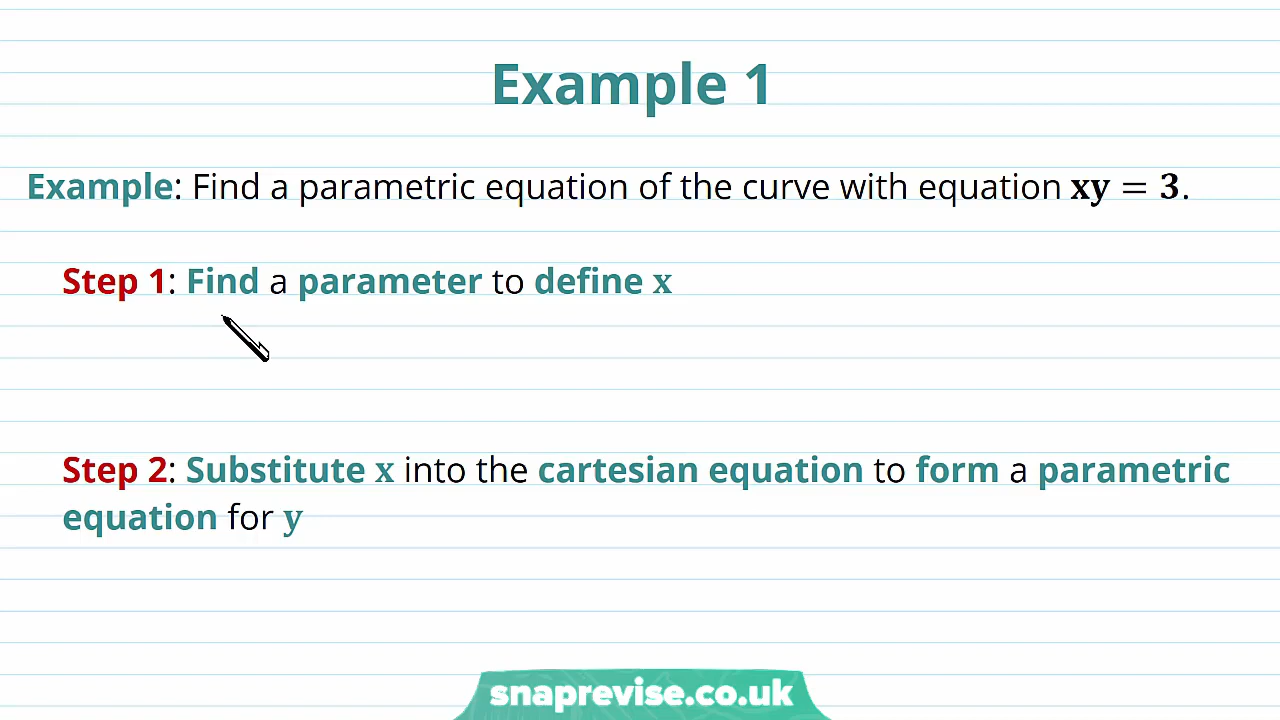 Example 1
Example: Find a parametric equation of the curve with equation xy = 3.
Step 1: Find a parameter to define x
Step 2: Substitute x into the cartesian equation to form a parametric
equation for y
snaprevise.co.uk